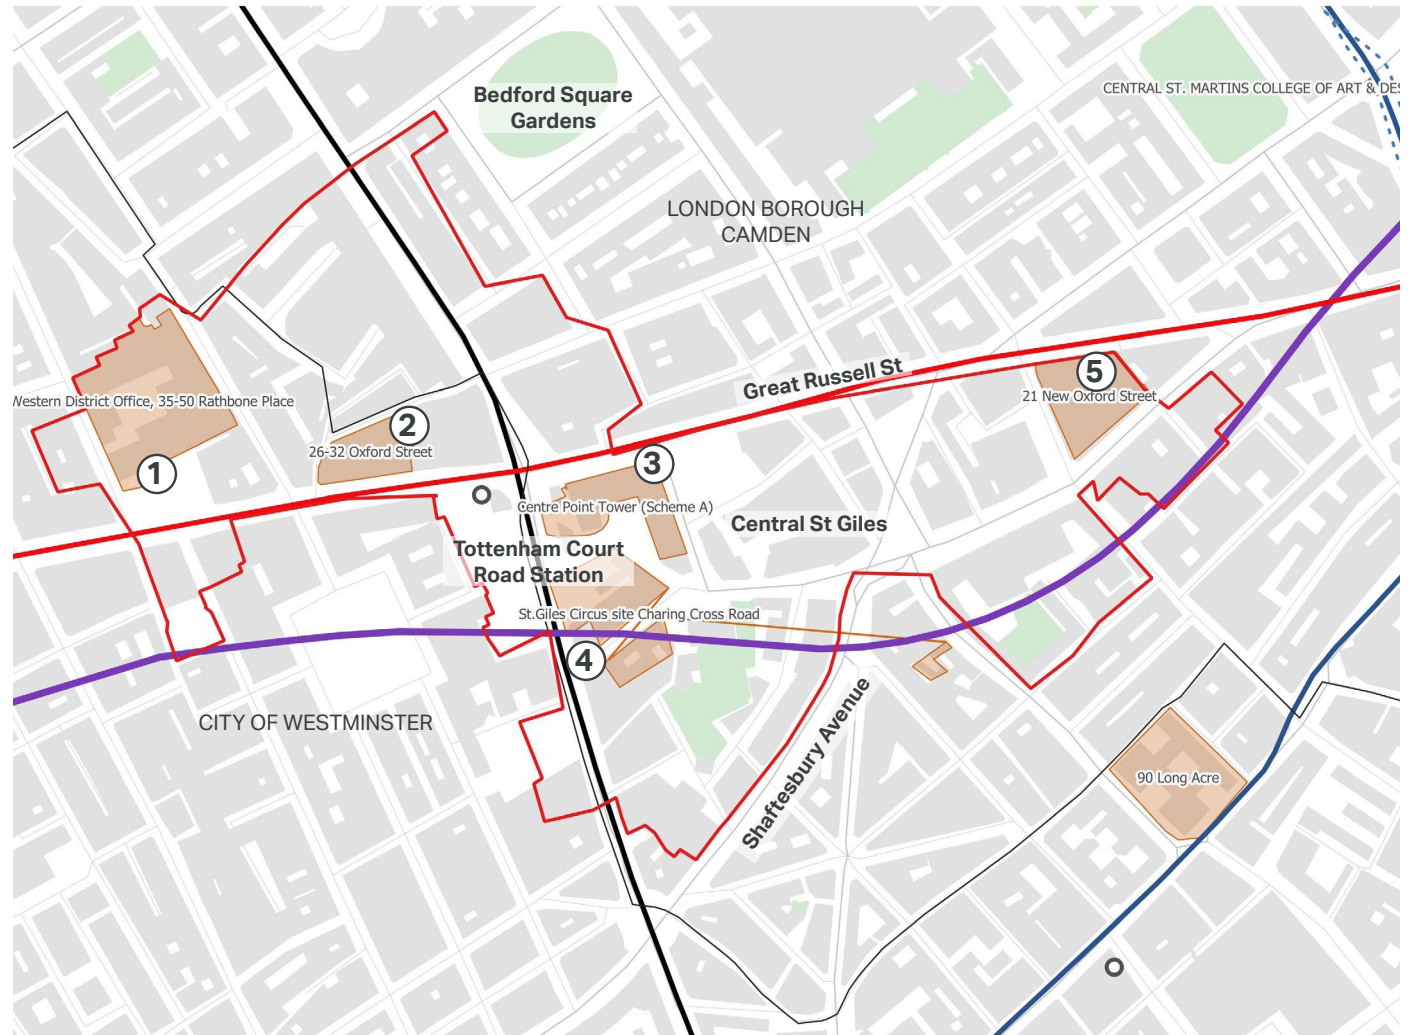 Bedford Square
Gardens
CENTRAL ST. MARTINS COLLEGE OF ART & DES
LONDON BOROUGH
CAMDEN
Great Russell St
5
21 New Oxford Street
Western District Office, 35-50 Rathbone Place
1
2
26-32 Oxford Street
3
Centre Point Tower (Scheme A)
Central St Giles
Tottenham Court
Road Station
St.Giles Circus site Charing Cross Road
4
CITY OF WESTMINSTER
Shaftesbury Avenue
90 Long Acre